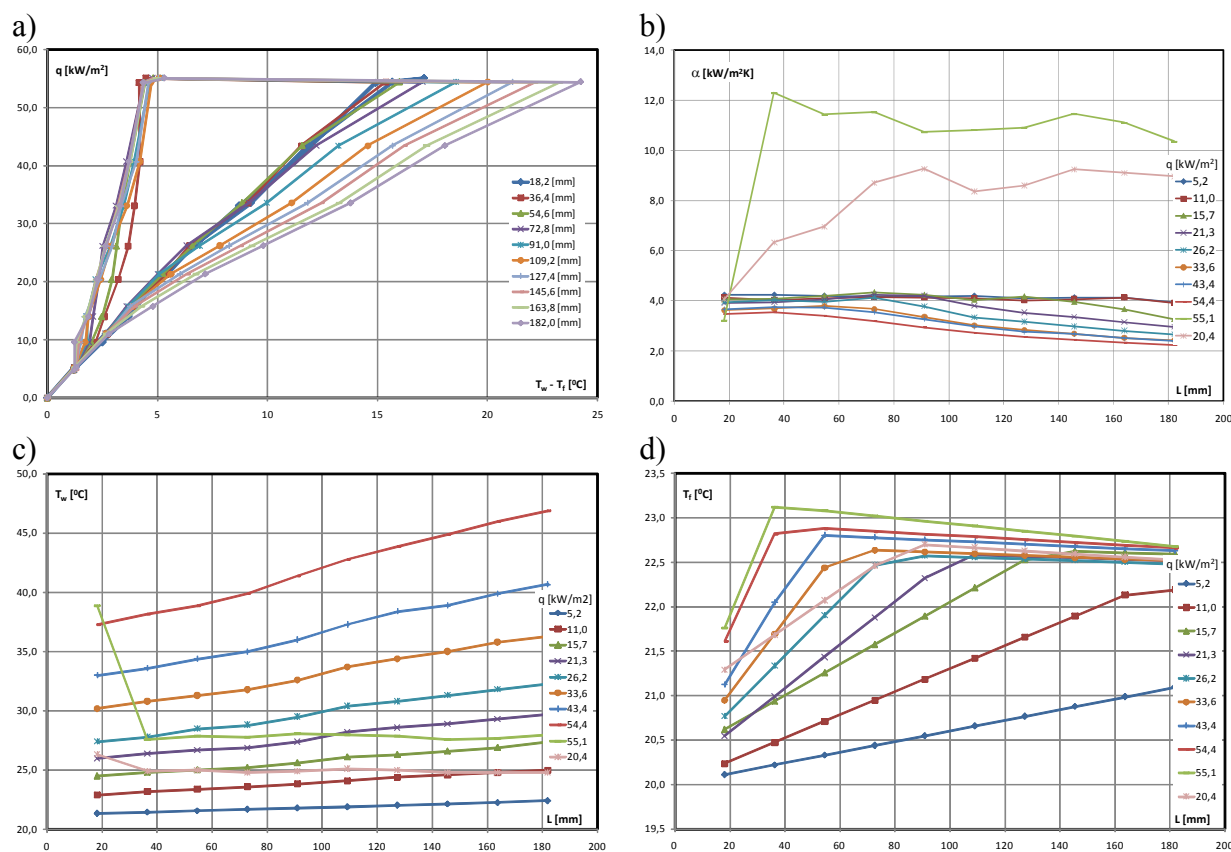 a)
q [kW/m²]
60,0
50,0
40,0
30,0
20,0
10,0
0,0
0 5 10 15 20 25
T_w - T_f [⁰C]
18,2 [mm]
36,4 [mm]
54,6 [mm]
72,8 [mm]
91,0 [mm]
109,2 [mm]
127,4 [mm]
145,6 [mm]
163,8 [mm]
182,0 [mm]
b)
α [kW/m²K]
14,0
12,0
10,0
8,0
6,0
4,0
2,0
0,0
0 20 40 60 80 100 120 140 160 180 200
L [mm]
q [kW/m²]
5,2
11,0
15,7
21,3
26,2
33,6
43,4
54,4
55,1
20,4
c)
T_w [⁰C]
50,0
45,0
40,0
35,0
30,0
25,0
20,0
0 20 40 60 80 100 120 140 160 180 200
L [mm]
q [kW/m2]
5,2
11,0
15,7
21,3
26,2
33,6
43,4
54,4
55,1
20,4
d)
T_f [⁰C]
23,5
23,0
22,5
22,0
21,5
21,0
20,5
20,0
19,5
0 20 40 60 80 100 120 140 160 180 200
L [mm]
q [kW/m²]
5,2
11,0
15,7
21,3
26,2
33,6
43,4
54,4
55,1
20,4